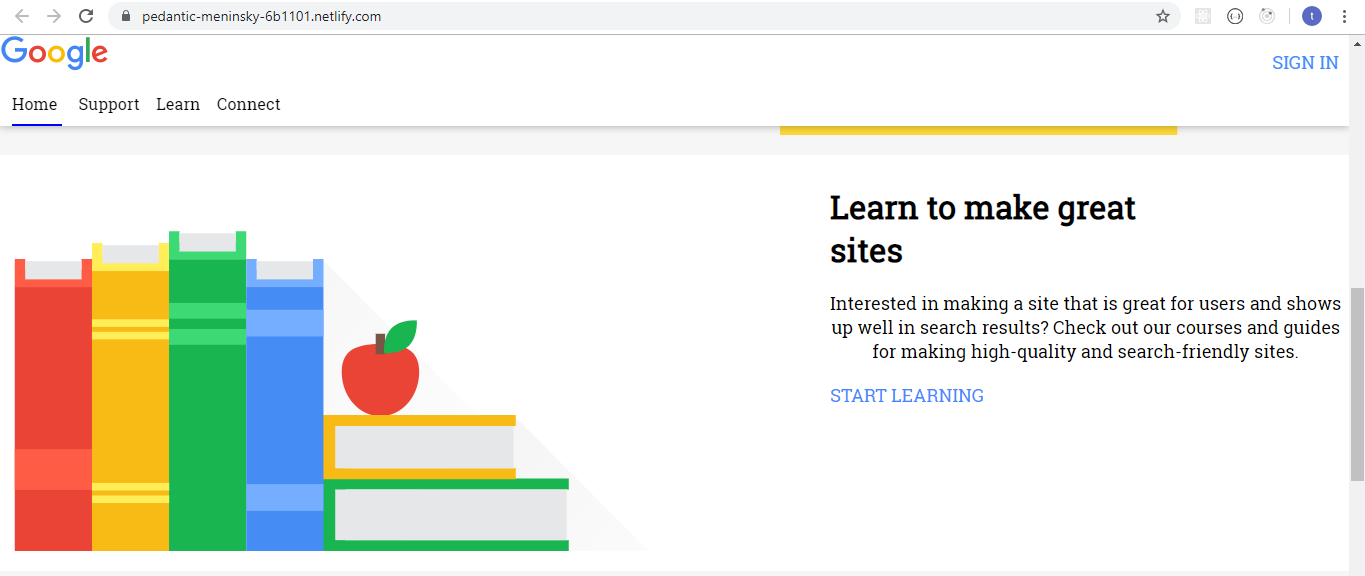 pedantic-meninsky-6b1101.netlify.com
t
Google
SIGN IN
Home Support Learn Connect
Learn to make great
sites
Interested in making a site that is great for users and shows
up well in search results? Check out our courses and guides
for making high-quality and search-friendly sites.
START LEARNING